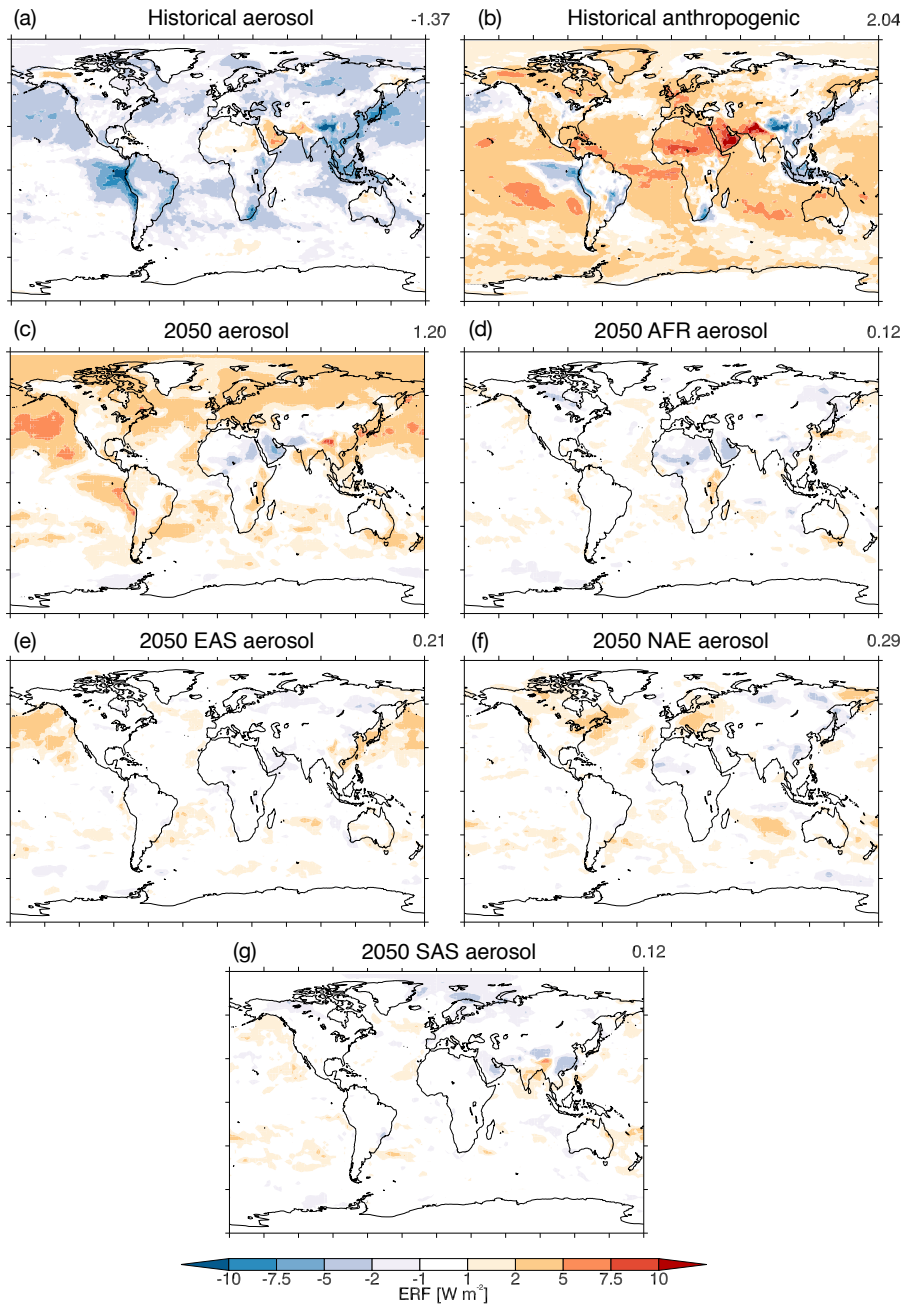 (a) Historical aerosol -1.37
(b) Historical anthropogenic 2.04
(c) 2050 aerosol 1.20
(d) 2050 AFR aerosol 0.12
(e) 2050 EAS aerosol 0.21
(f) 2050 NAE aerosol 0.29
(g) 2050 SAS aerosol 0.12
-10 -7.5 -5 -2 -1 1 2 5 7.5 10
ERF [W m⁻²]